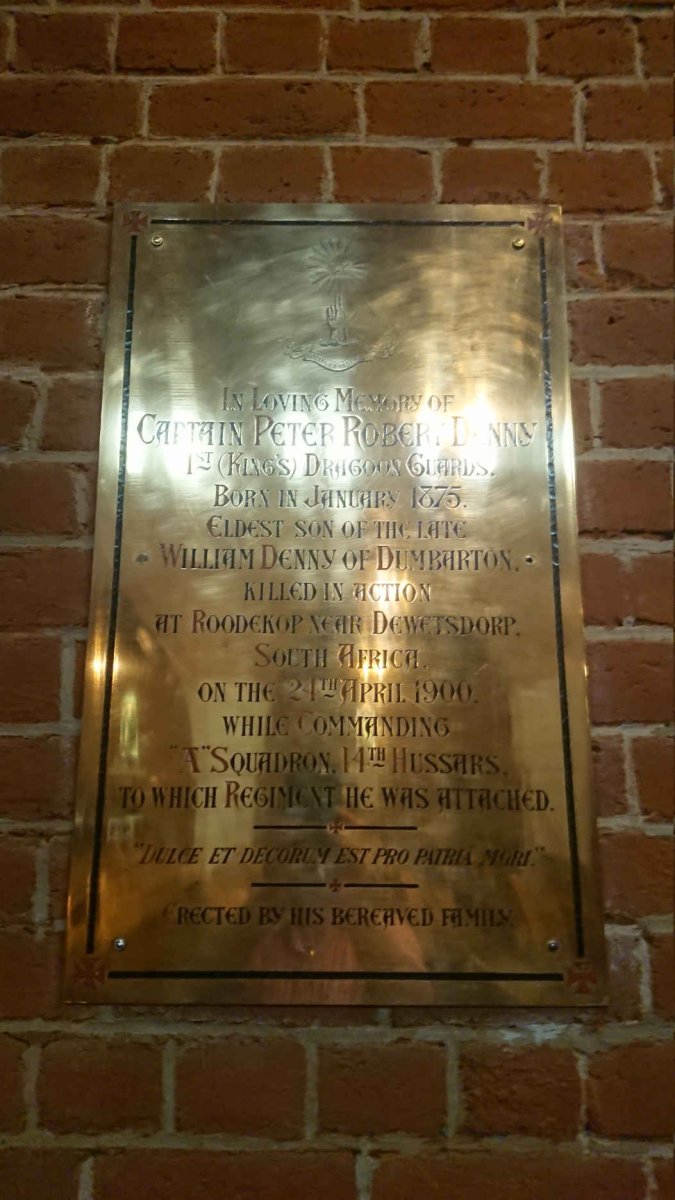 In Loving Memory of
Captain Peter Robert Denny
1st (King's) Dragoon Guards.
Born in January 1875.
Eldest son of the late
William Denny of Dumbarton.
killed in action
at Roodekop near Dewetsdorp.
South Africa.
on the 24th April 1900.
while commanding
"A" Squadron, 14th Hussars,
to which Regiment he was attached.
"Dulce et decorum est pro patria mori."
Erected by his bereaved family.